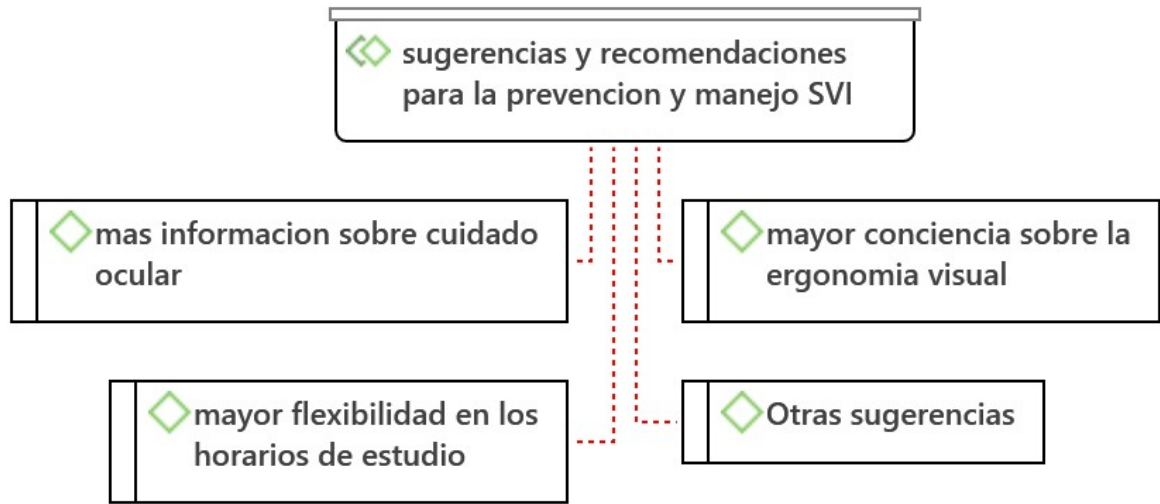 sugerencias y recomendaciones
para la prevencion y manejo SVI
mas informacion sobre cuidado
ocular
mayor conciencia sobre la
ergonomia visual
mayor flexibilidad en los
horarios de estudio
Otras sugerencias